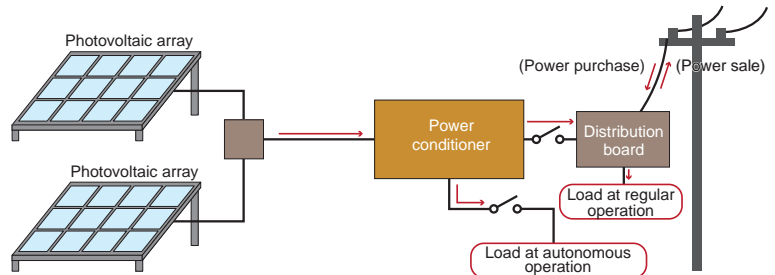 Photovoltaic array
(Power purchase)
(Power sale)
Power
conditioner
Distribution
board
Photovoltaic array
Load at regular
operation
Load at autonomous
operation